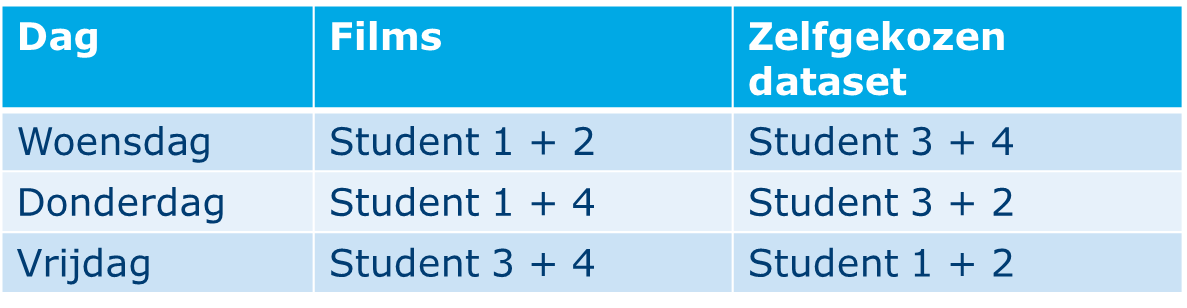 Dag Films Zelfgekozen
dataset
Woensdag Student 1 + 2 Student 3 + 4
Donderdag Student 1 + 4 Student 3 + 2
Vrijdag Student 3 + 4 Student 1 + 2